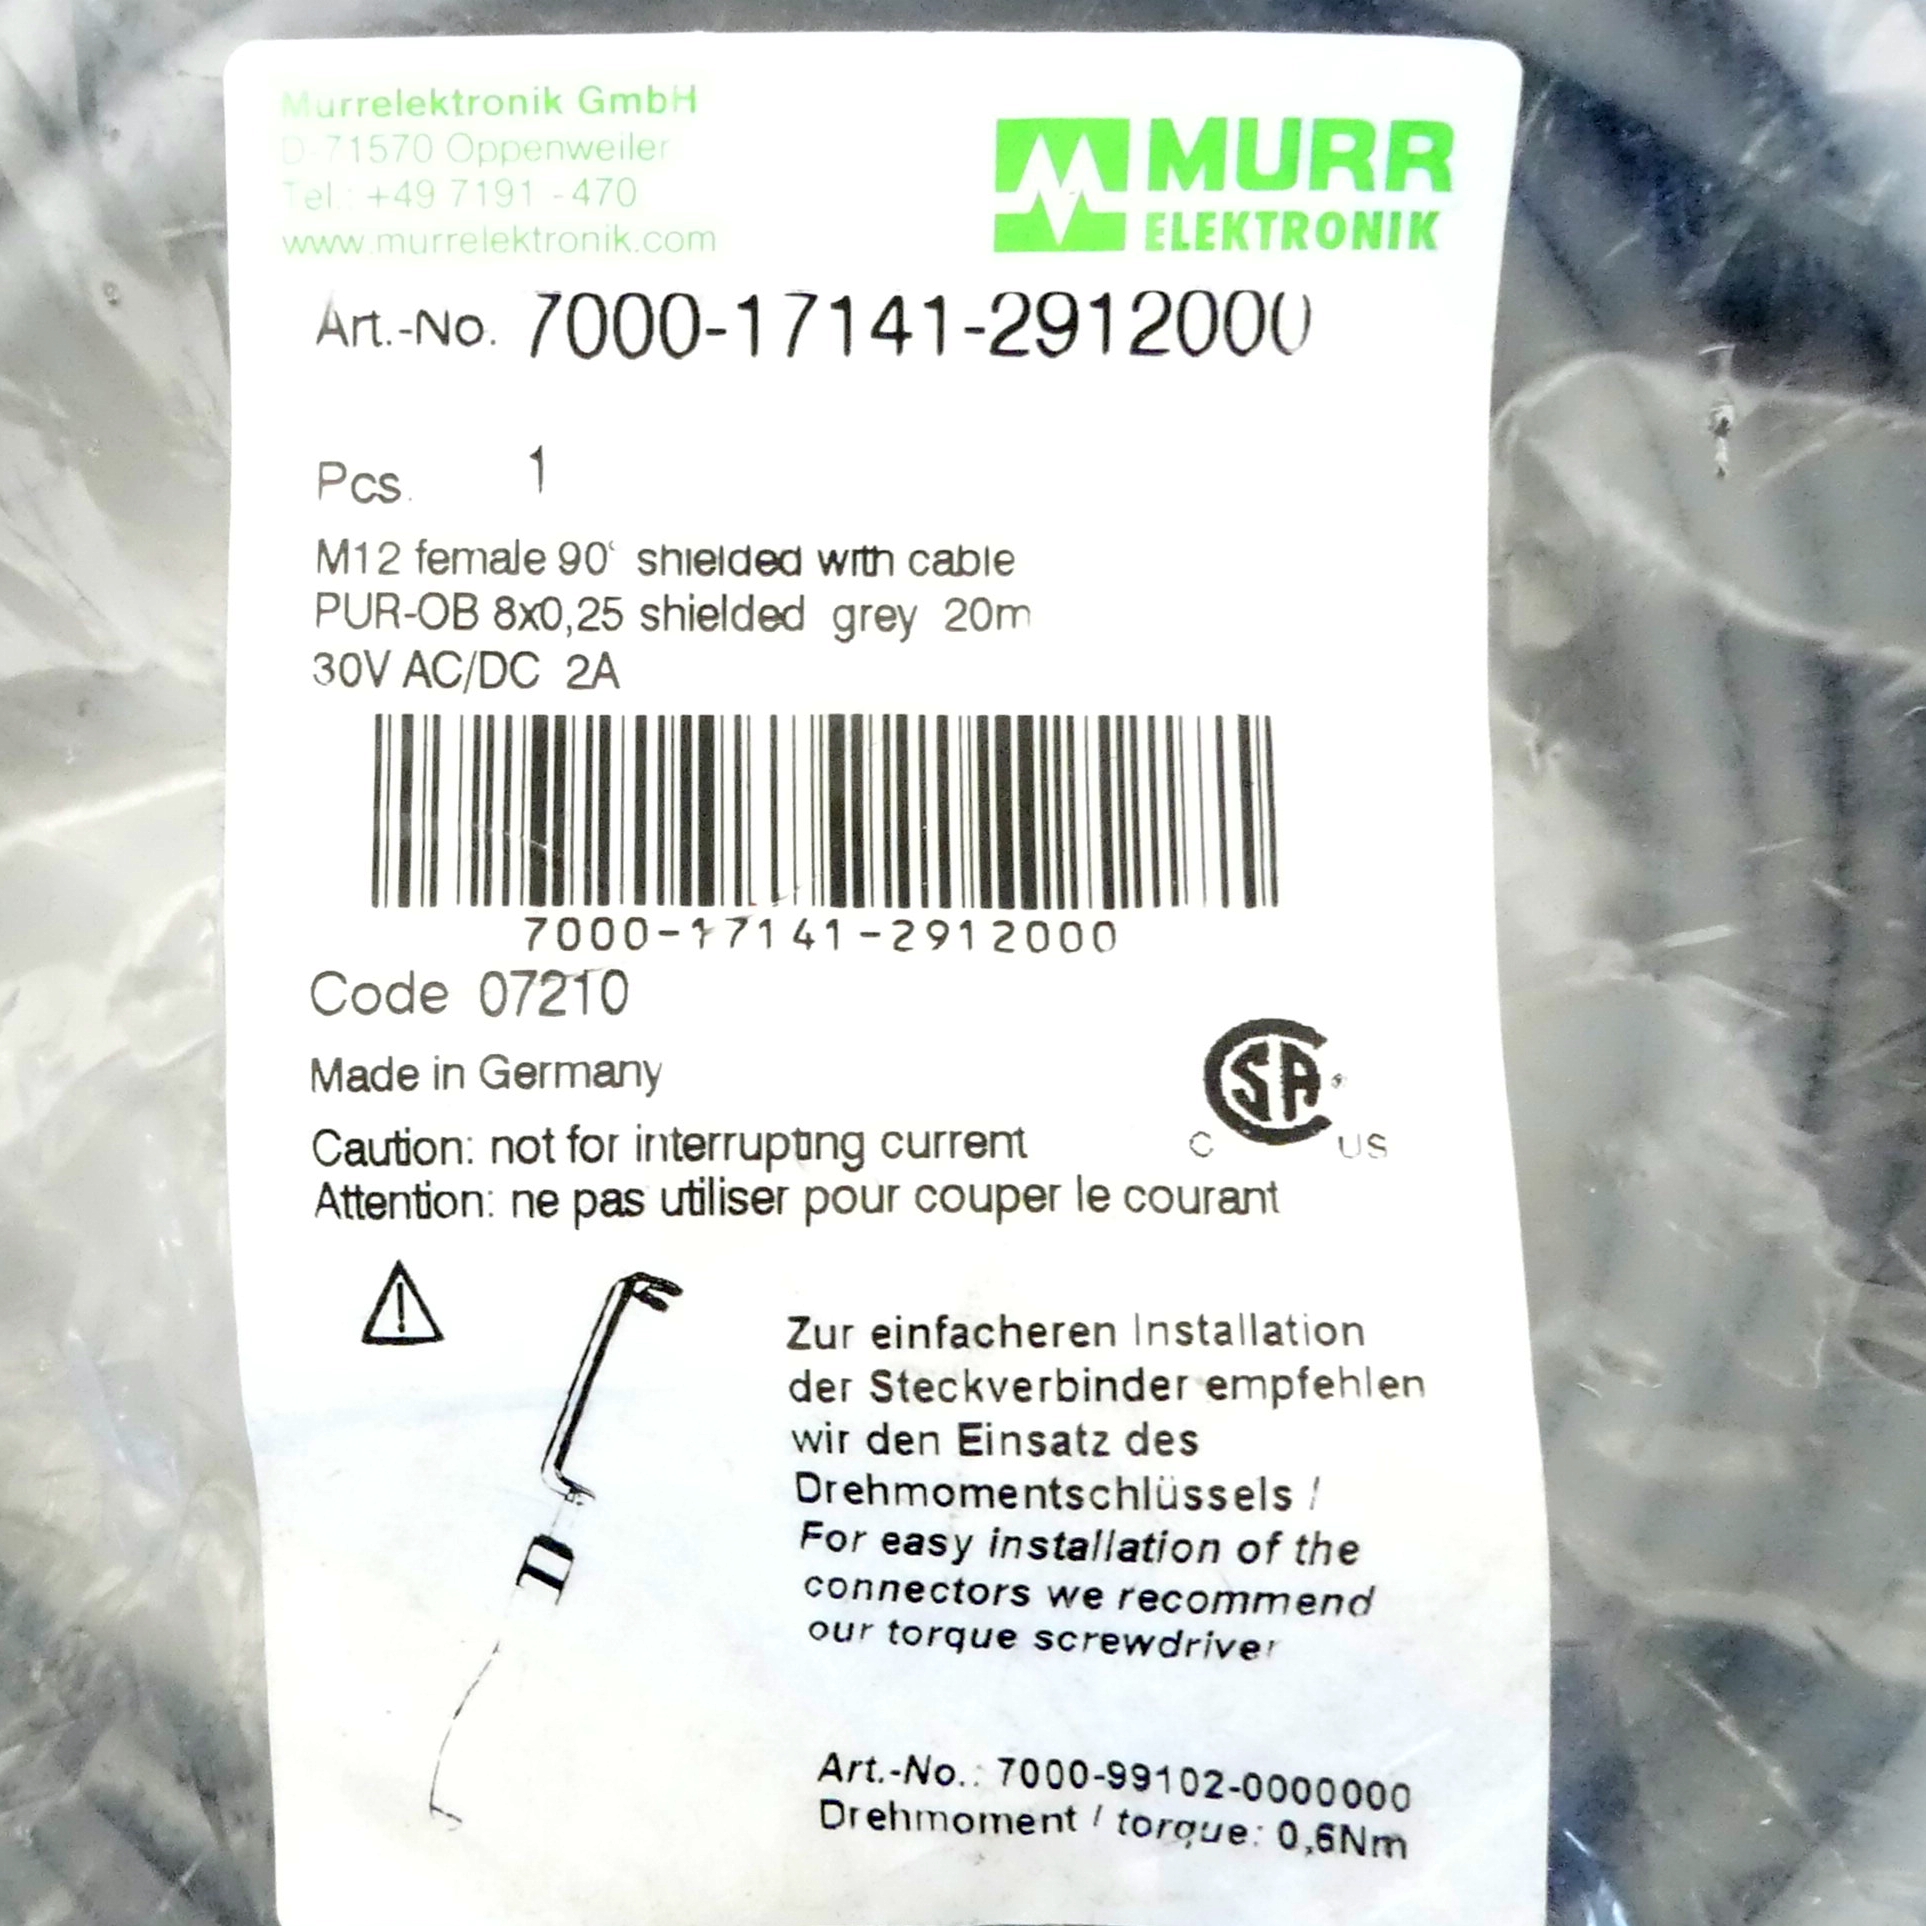 Murrelektronik GmbH
D-71570 Oppenweiler
Tel.: +49 7191 - 470
www.murrelektronik.com
MURR
ELEKTRONIK
Art.-No. 7000-17141-2912000
Pcs. 1
M12 female 90° shielded with cable
PUR-OB 8x0,25 shielded grey 20m
30V AC/DC 2A
7000-17141-2912000
Code 07210
Made in Germany
CSA
C US
Caution: not for interrupting current
Attention: ne pas utiliser pour couper le courant
Zur einfacheren Installation
der Steckverbinder empfehlen
wir den Einsatz des
Drehmomentschlüssels /
For easy installation of the
connectors we recommend
our torque screwdriver
Art.-No.: 7000-99102-0000000
Drehmoment / torque: 0,6Nm